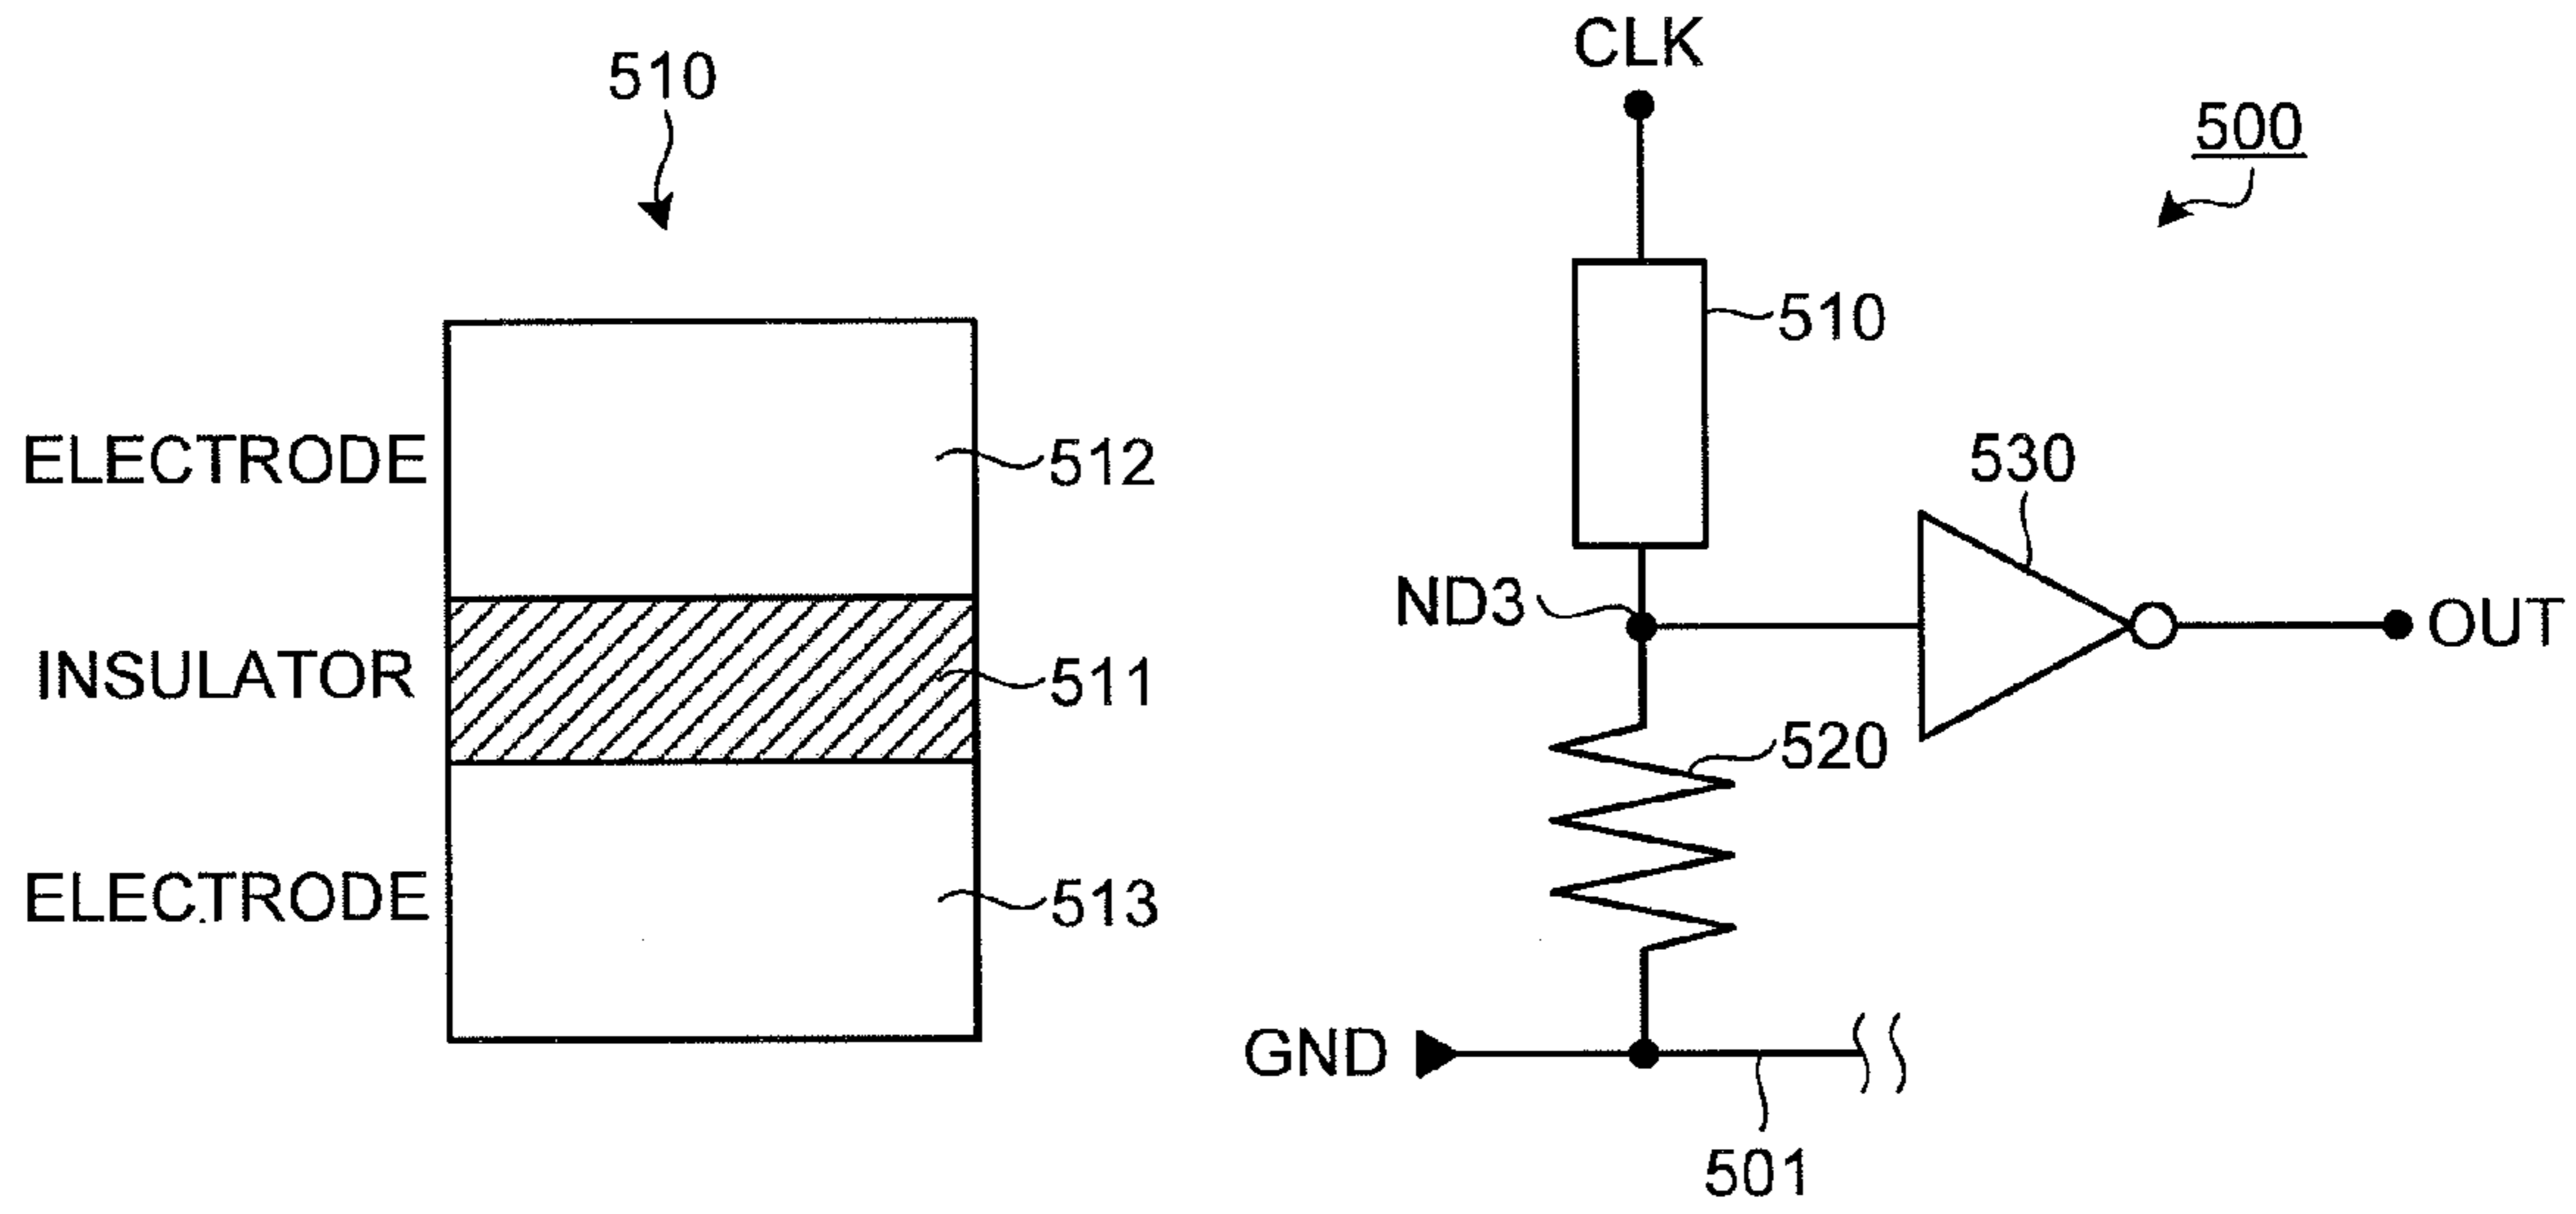 510
ELECTRODE
512
INSULATOR
511
ELECTRODE
513
CLK
500
510
530
ND3
OUT
520
GND
501